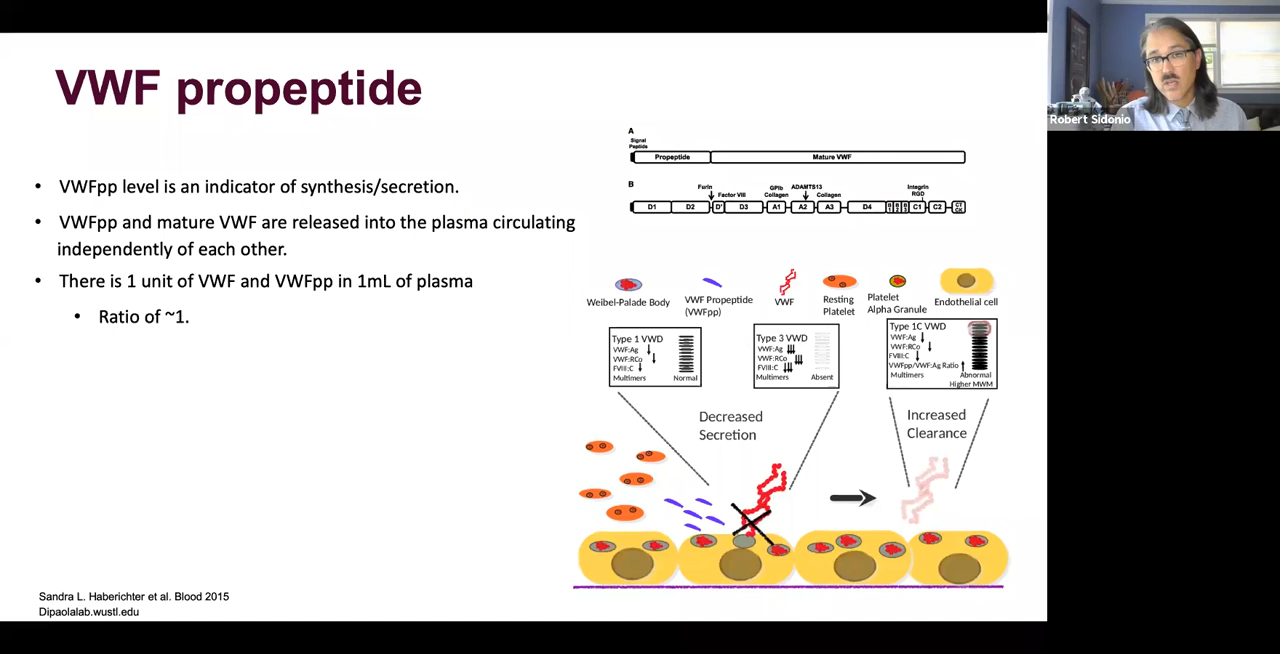 VWF propeptide
• VWFpp level is an indicator of synthesis/secretion.
• VWFpp and mature VWF are released into the plasma circulating
independently of each other.
• There is 1 unit of VWF and VWFpp in 1mL of plasma
• Ratio of ~1.
Sandra L. Haberichter et al. Blood 2015
Dipaolalab.wustl.edu
A
Signal
Peptide
Propeptide
Mature VWF
B
Furin
Factor VIII
GPIb
Collagen
ADAMTS13
Collagen
Integrin
RGD
D1 D2 D' D3 A1 A2 A3 D4 C1 C2 CT
CK
Weibel-Palade Body
VWF Propeptide
(VWFpp)
VWF
Resting
Platelet
Platelet
Alpha Granule
Endothelial cell
Type 1 VWD
VWF:Ag ↓
VWF:RCo ↓
FVIII:C ↓
Multimers Normal
Type 3 VWD
VWF:Ag ↓↓↓
VWF:RCo ↓↓↓
FVIII:C ↓↓↓
Multimers Absent
Type 1C VWD
VWF:Ag ↓
VWF:RCo ↓
FVIII:C ↓
VWFpp/VWF:Ag Ratio ↑
Multimers Abnormal
Higher MWM
Decreased
Secretion
Increased
Clearance
Robert Sidonio